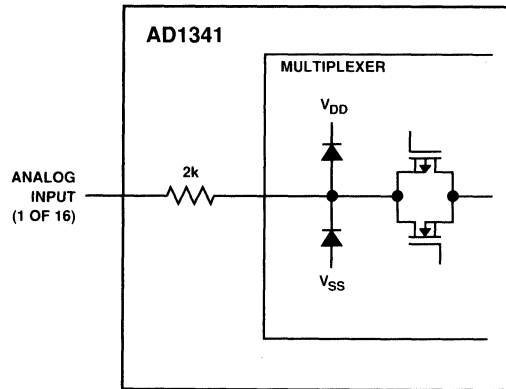 AD1341
MULTIPLEXER
VDD
2k
ANALOG
INPUT
(1 OF 16)
VSS